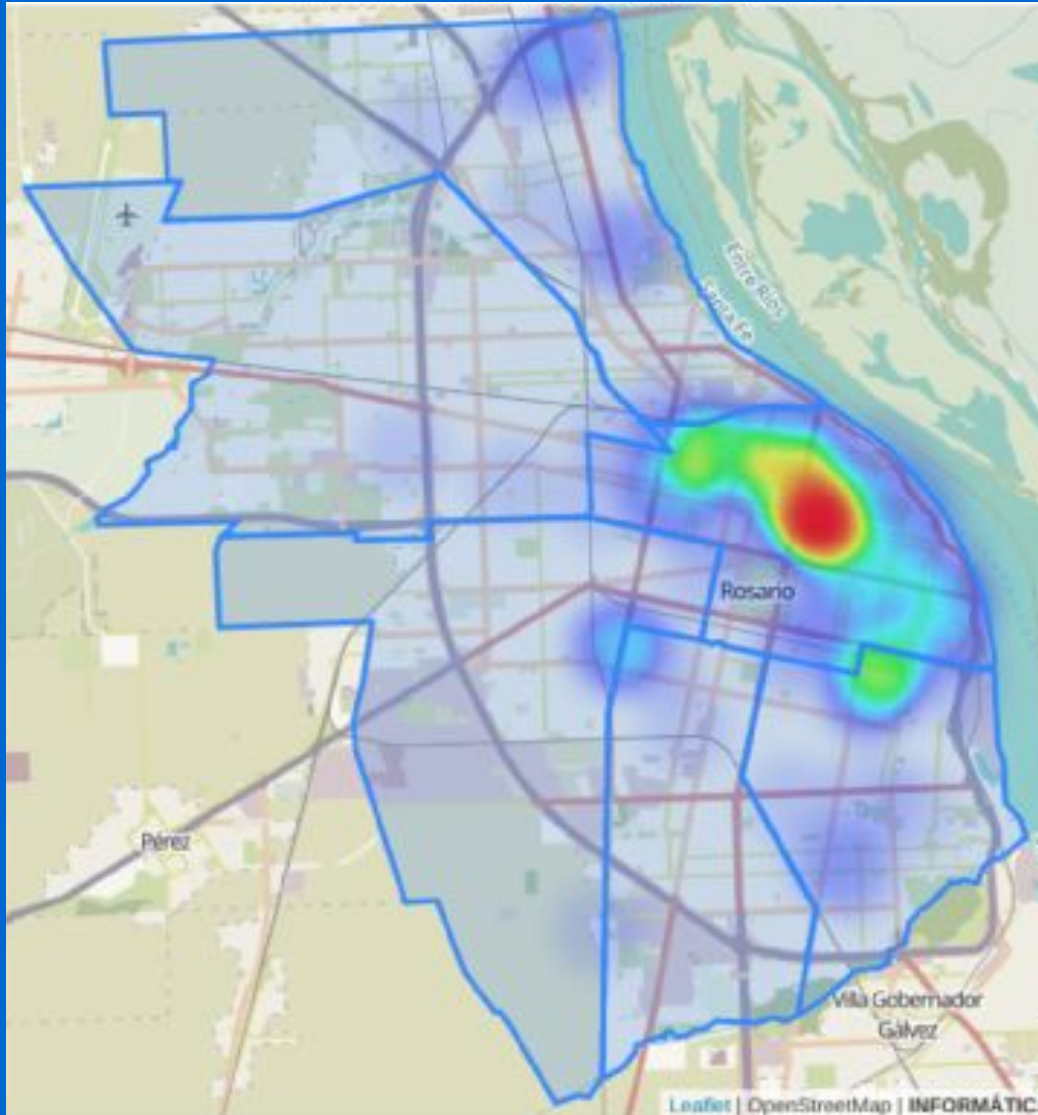 Entre Ríos
Santa Fe
Rosario
Pérez
Villa Gobernador
Gálvez
Leaflet | OpenStreetMap | INFORMÁTIC